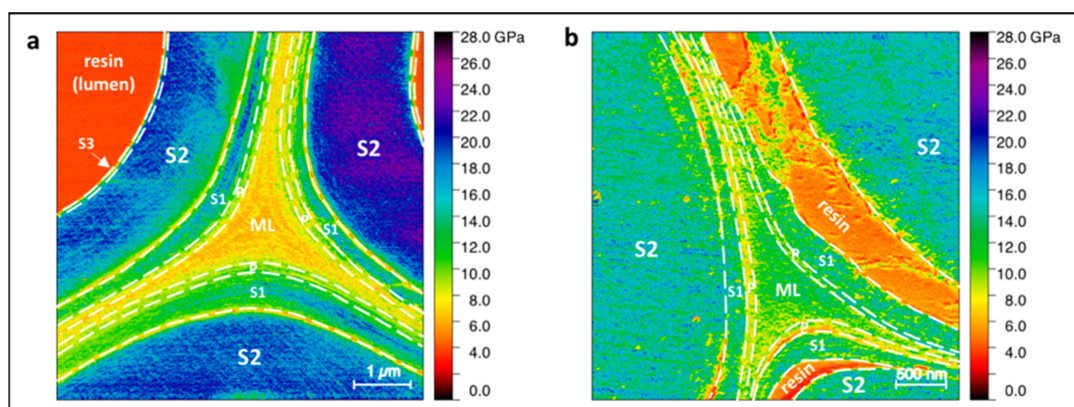 a
resin
(lumen)
S3
S2
S2
S1
P
P
S1
ML
P
S1
S2
1 µm
28.0 GPa
26.0
24.0
22.0
20.0
18.0
16.0
14.0
12.0
10.0
8.0
6.0
4.0
2.0
0.0
b
S2
S2
resin
P
S1
S1
P
ML
P
S1
resin
S2
500 nm
28.0 GPa
26.0
24.0
22.0
20.0
18.0
16.0
14.0
12.0
10.0
8.0
6.0
4.0
2.0
0.0